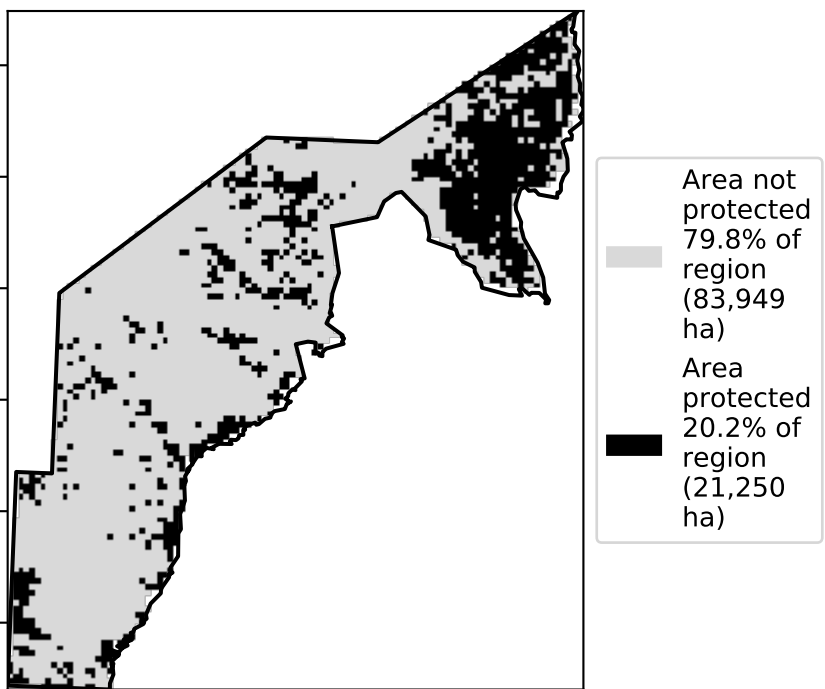 Area not
protected
79.8% of
region
(83,949
ha)
Area
protected
20.2% of
region
(21,250
ha)